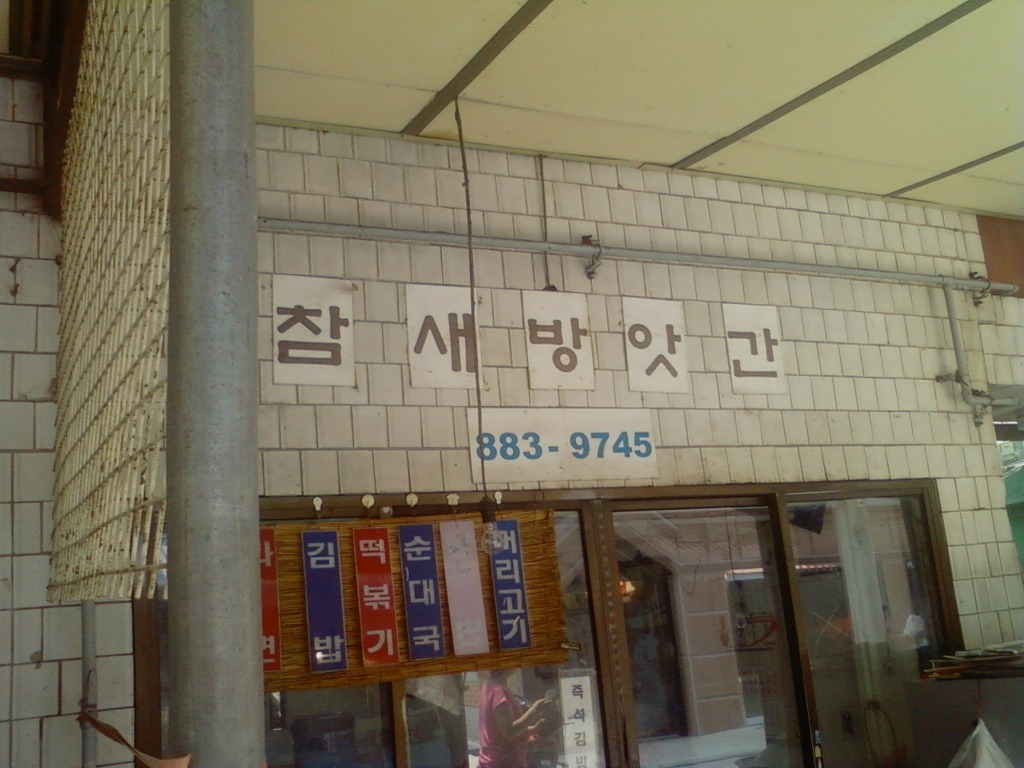 참새방앗간
883-9745
김밥
떡볶기
순대국
머리고기
즉석김밥